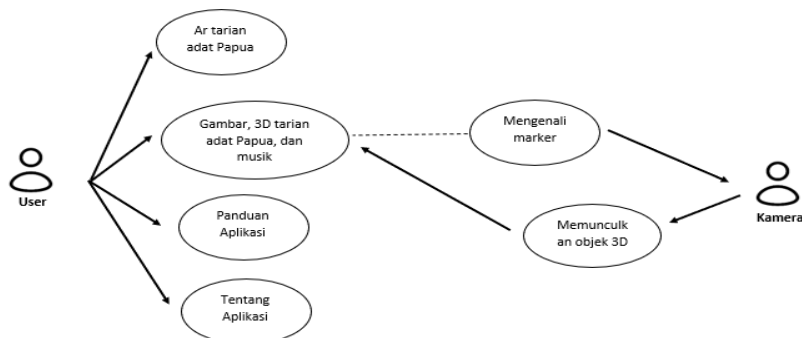 Ar tarian
adat Papua
Gambar, 3D tarian
adat Papua, dan
musik
Mengenali
marker
User
Kamera
Panduan
Aplikasi
Memunculk
an objek 3D
Tentang
Aplikasi